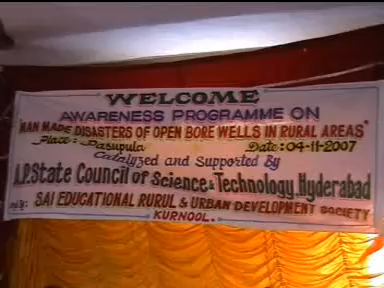 WELCOME
AWARENESS PROGRAMME ON
"MAN MADE DISASTERS OF OPEN BORE WELLS IN RURAL AREAS"
Place: Pasupula Date: 04-11-2007
Catalyzed and Supported By
A.P.State Council of Science & Technology, Hyderabad
SAI EDUCATIONAL RURUL & URBAN DEVELOPMENT SOCIETY
KURNOOL.